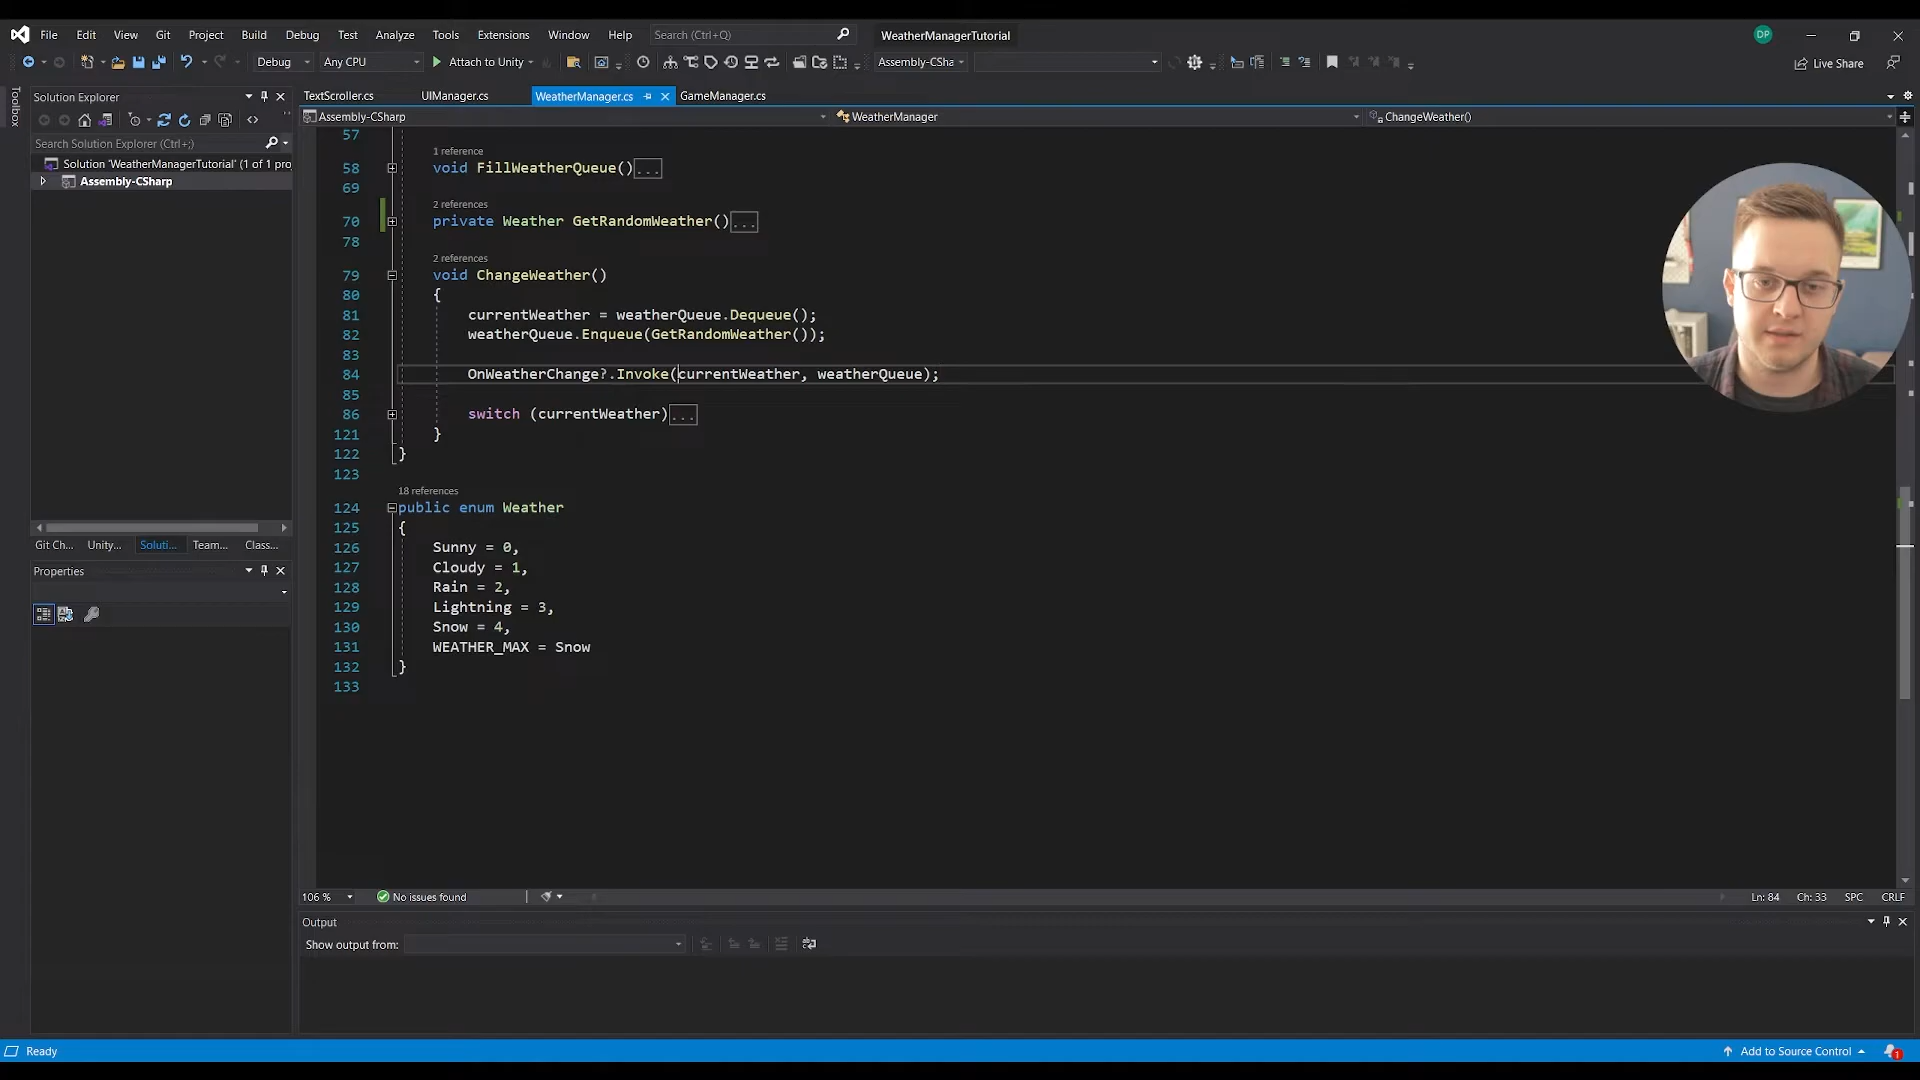 File Edit View Git Project Build Debug Test Analyze Tools Extensions Window Help Search (Ctrl+Q) WeatherManagerTutorial DP
Debug Any CPU Attach to Unity Assembly-CSha Live Share
Toolbox
Solution Explorer
Search Solution Explorer (Ctrl+;)
Solution 'WeatherManagerTutorial' (1 of 1 pro
Assembly-CSharp
Git Ch... Unity... Soluti... Team... Class...
Properties
TextScroller.cs UIManager.cs WeatherManager.cs GameManager.cs
Assembly-CSharp WeatherManager ChangeWeather()
57
1 reference
58 void FillWeatherQueue()...
69
2 references
70 private Weather GetRandomWeather()...
78
2 references
79 void ChangeWeather()
80 {
81 currentWeather = weatherQueue.Dequeue();
82 weatherQueue.Enqueue(GetRandomWeather());
83
84 OnWeatherChange?.Invoke(currentWeather, weatherQueue);
85
86 switch (currentWeather)...
121 }
122 }
123
18 references
124 public enum Weather
125 {
126 Sunny = 0,
127 Cloudy = 1,
128 Rain = 2,
129 Lightning = 3,
130 Snow = 4,
131 WEATHER_MAX = Snow
132 }
133
106 % No issues found Ln: 84 Ch: 33 SPC CRLF
Output
Show output from:
Ready Add to Source Control 1